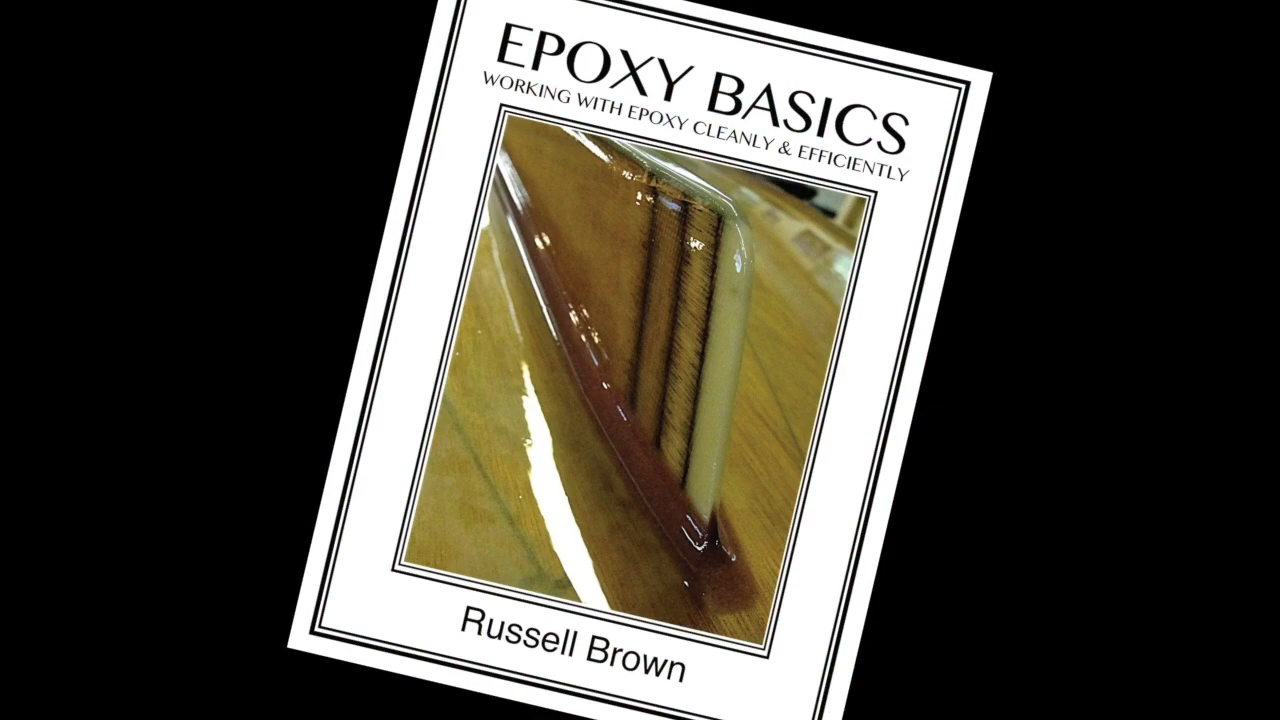 EPOXY BASICS
WORKING WITH EPOXY CLEANLY & EFFICIENTLY
Russell Brown